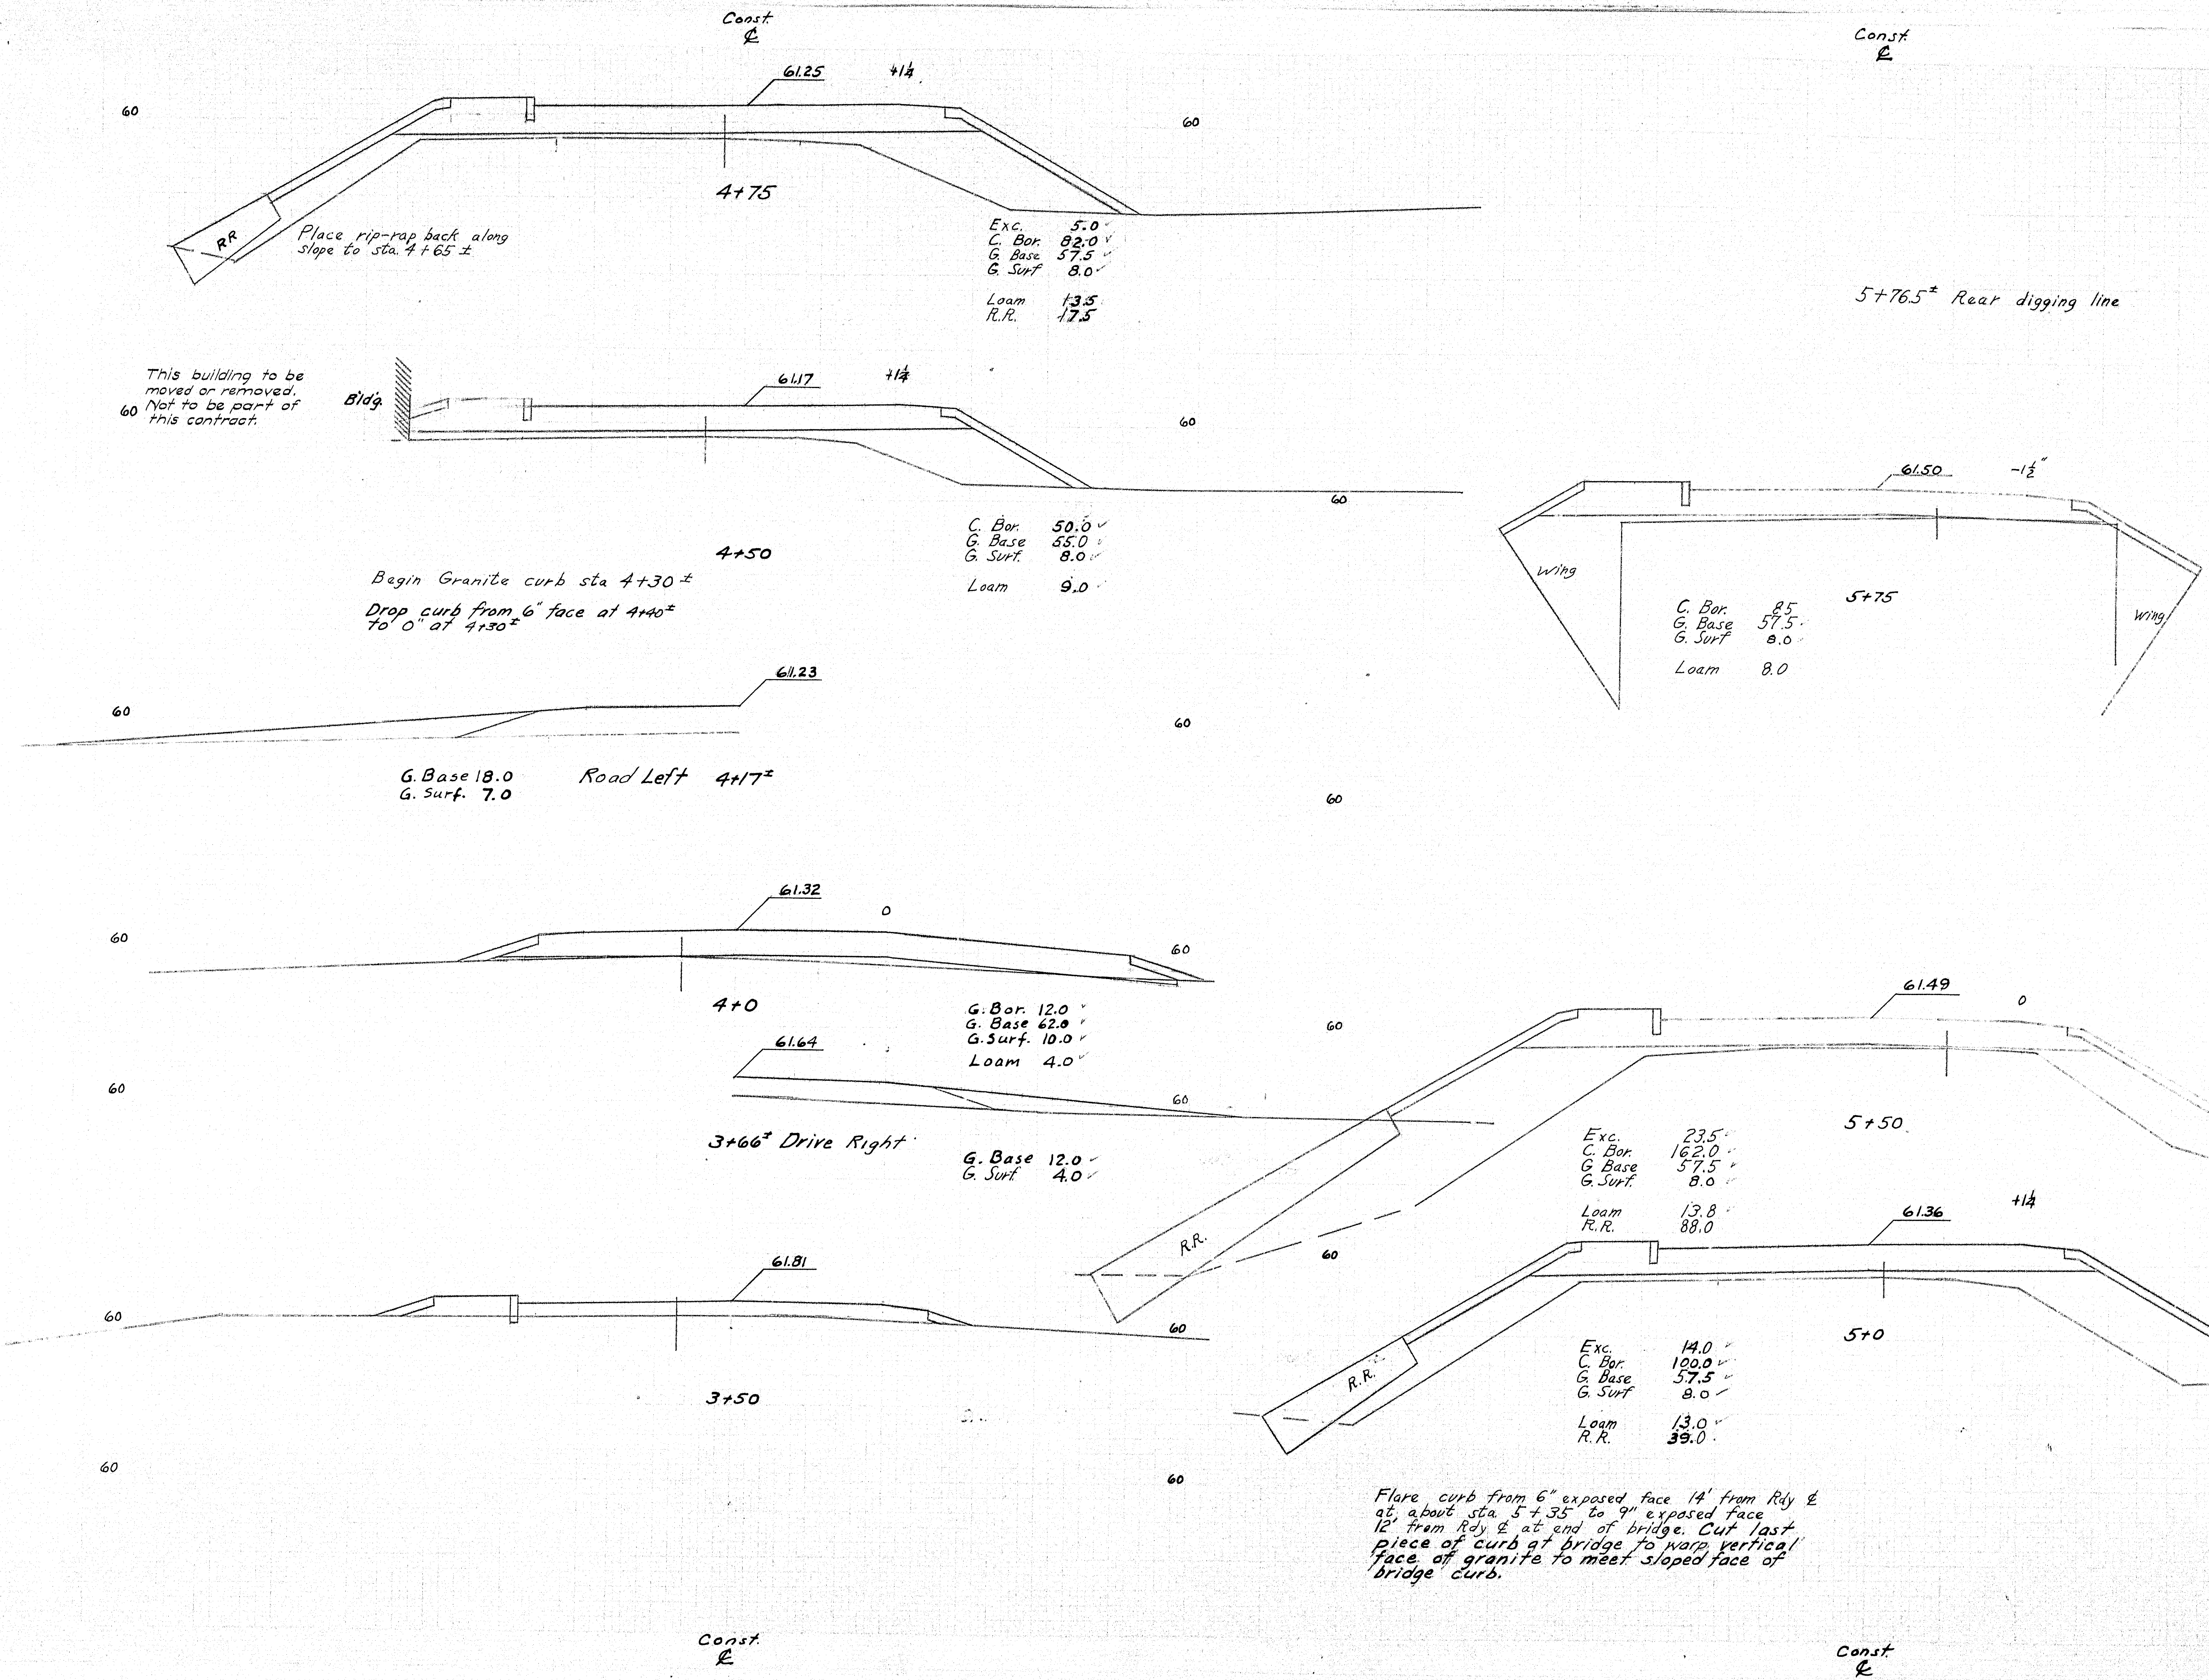 Const.
℄
61.25 +1¼
60
60
4+75
RR
Place rip-rap back along
slope to sta. 4+65 ±
Exc. 5.0
C. Bor. 82.0
G. Base 57.5
G. Surf 8.0
Loam 13.5
R.R. 17.5
This building to be
moved or removed.
Not to be part of
this contract.
60
Bldg.
61.17 +1¼
60
4+50
C. Bor. 50.0
G. Base 55.0
G. Surf. 8.0
Loam 9.0
Begin Granite curb sta 4+30 ±
Drop curb from 6" face at 4+40±
to 0" at 4+30±
61.23
60
60
G. Base 18.0
G. Surf. 7.0
Road Left 4+17±
61.32
0
60
60
4+0
G. Bor. 12.0
G. Base 62.0
G. Surf. 10.0
Loam 4.0
61.64
60
60
3+66± Drive Right
G. Base 12.0
G. Surf. 4.0
61.81
60
60
3+50
60
60
Const.
℄
Const.
℄
5+76.5± Rear digging line
60
61.50 -1½"
Wing
5+75
Wing
C. Bor. 85
G. Base 57.5
G. Surf 8.0
Loam 8.0
60
61.49
0
60
5+50
R.R.
Exc. 23.5
C. Bor. 162.0
G Base 57.5
G. Surf. 8.0
Loam 13.8
R.R. 88.0
61.36 +1¼
60
5+0
R.R.
Exc. 14.0
C. Bor. 100.0
G. Base 57.5
G. Surf 8.0
Loam 13.0
R.R. 39.0
Flare curb from 6" exposed face 14' from Rdy ℄
at about sta 5+35 to 9" exposed face
12' from Rdy ℄ at end of bridge. Cut last
piece of curb at bridge to warp vertical
face of granite to meet sloped face of
bridge curb.
Const.
℄